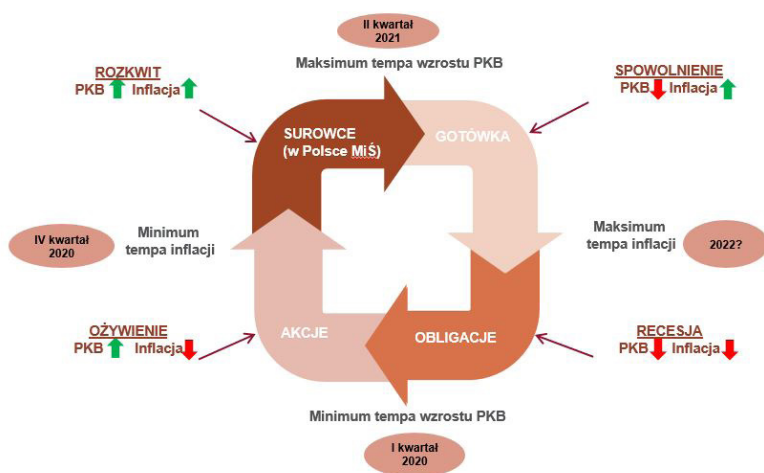 II kwartał
2021
Maksimum tempa wzrostu PKB
ROZKWIT
PKB Inflacja
SPOWOLNIENIE
PKB Inflacja
SUROWCE
(w Polsce MiŚ)
GOTÓWKA
IV kwartał
2020
Minimum
tempa inflacji
Maksimum
tempa inflacji
2022?
OŻYWIENIE
PKB Inflacja
AKCJE
OBLIGACJE
RECESJA
PKB Inflacja
Minimum tempa wzrostu PKB
I kwartał
2020